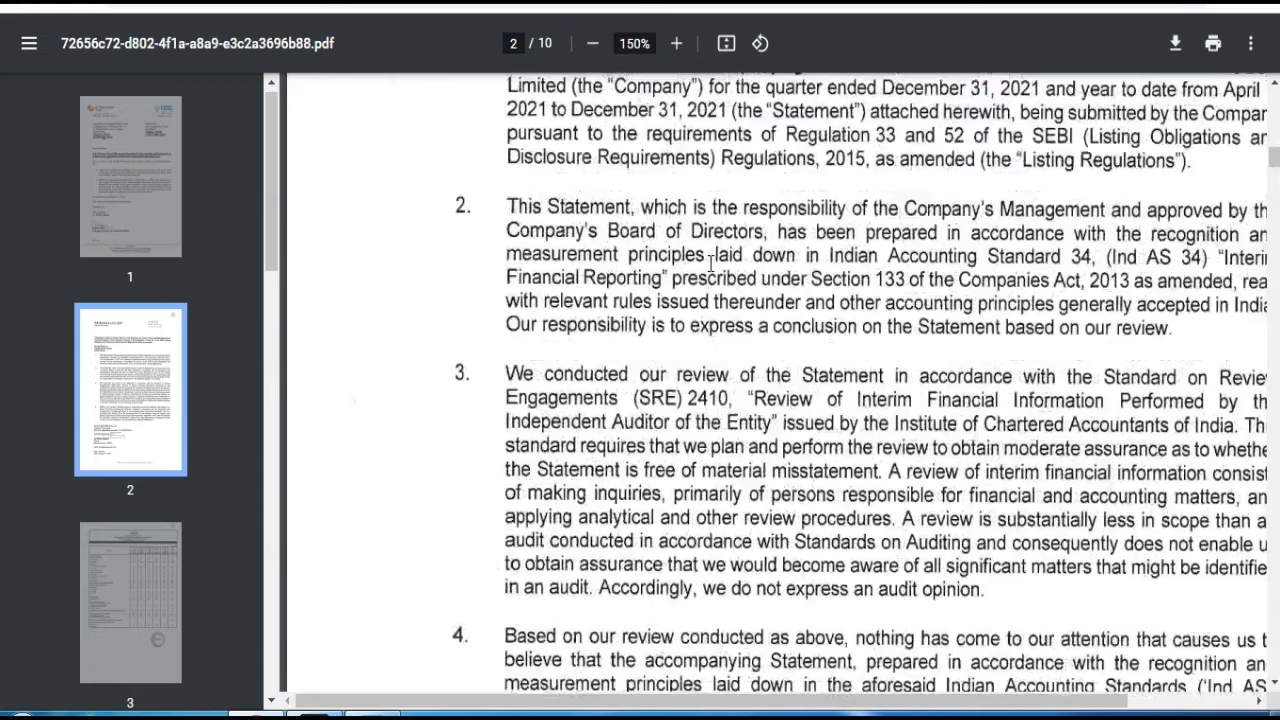 72656c72-d802-4f1a-a8a9-e3c2a3696b88.pdf
2 / 10
150%
Limited (the “Company”) for the quarter ended December 31, 2021 and year to date from April
2021 to December 31, 2021 (the “Statement”) attached herewith, being submitted by the Compar
pursuant to the requirements of Regulation 33 and 52 of the SEBI (Listing Obligations ar
Disclosure Requirements) Regulations, 2015, as amended (the “Listing Regulations”).
2. This Statement, which is the responsibility of the Company’s Management and approved by th
Company’s Board of Directors, has been prepared in accordance with the recognition an
measurement principles laid down in Indian Accounting Standard 34, (Ind AS 34) “Interi
Financial Reporting” prescribed under Section 133 of the Companies Act, 2013 as amended, rea
with relevant rules issued thereunder and other accounting principles generally accepted in India
Our responsibility is to express a conclusion on the Statement based on our review.
3. We conducted our review of the Statement in accordance with the Standard on Revie
Engagements (SRE) 2410, “Review of Interim Financial Information Performed by th
Independent Auditor of the Entity” issued by the Institute of Chartered Accountants of India. Th
standard requires that we plan and perform the review to obtain moderate assurance as to whethe
the Statement is free of material misstatement. A review of interim financial information consist
of making inquiries, primarily of persons responsible for financial and accounting matters, an
applying analytical and other review procedures. A review is substantially less in scope than a
audit conducted in accordance with Standards on Auditing and consequently does not enable u
to obtain assurance that we would become aware of all significant matters that might be identifie
in an audit. Accordingly, we do not express an audit opinion.
4. Based on our review conducted as above, nothing has come to our attention that causes us t
believe that the accompanying Statement, prepared in accordance with the recognition an
measurement principles laid down in the aforesaid Indian Accounting Standards (‘Ind AS
1
2
3